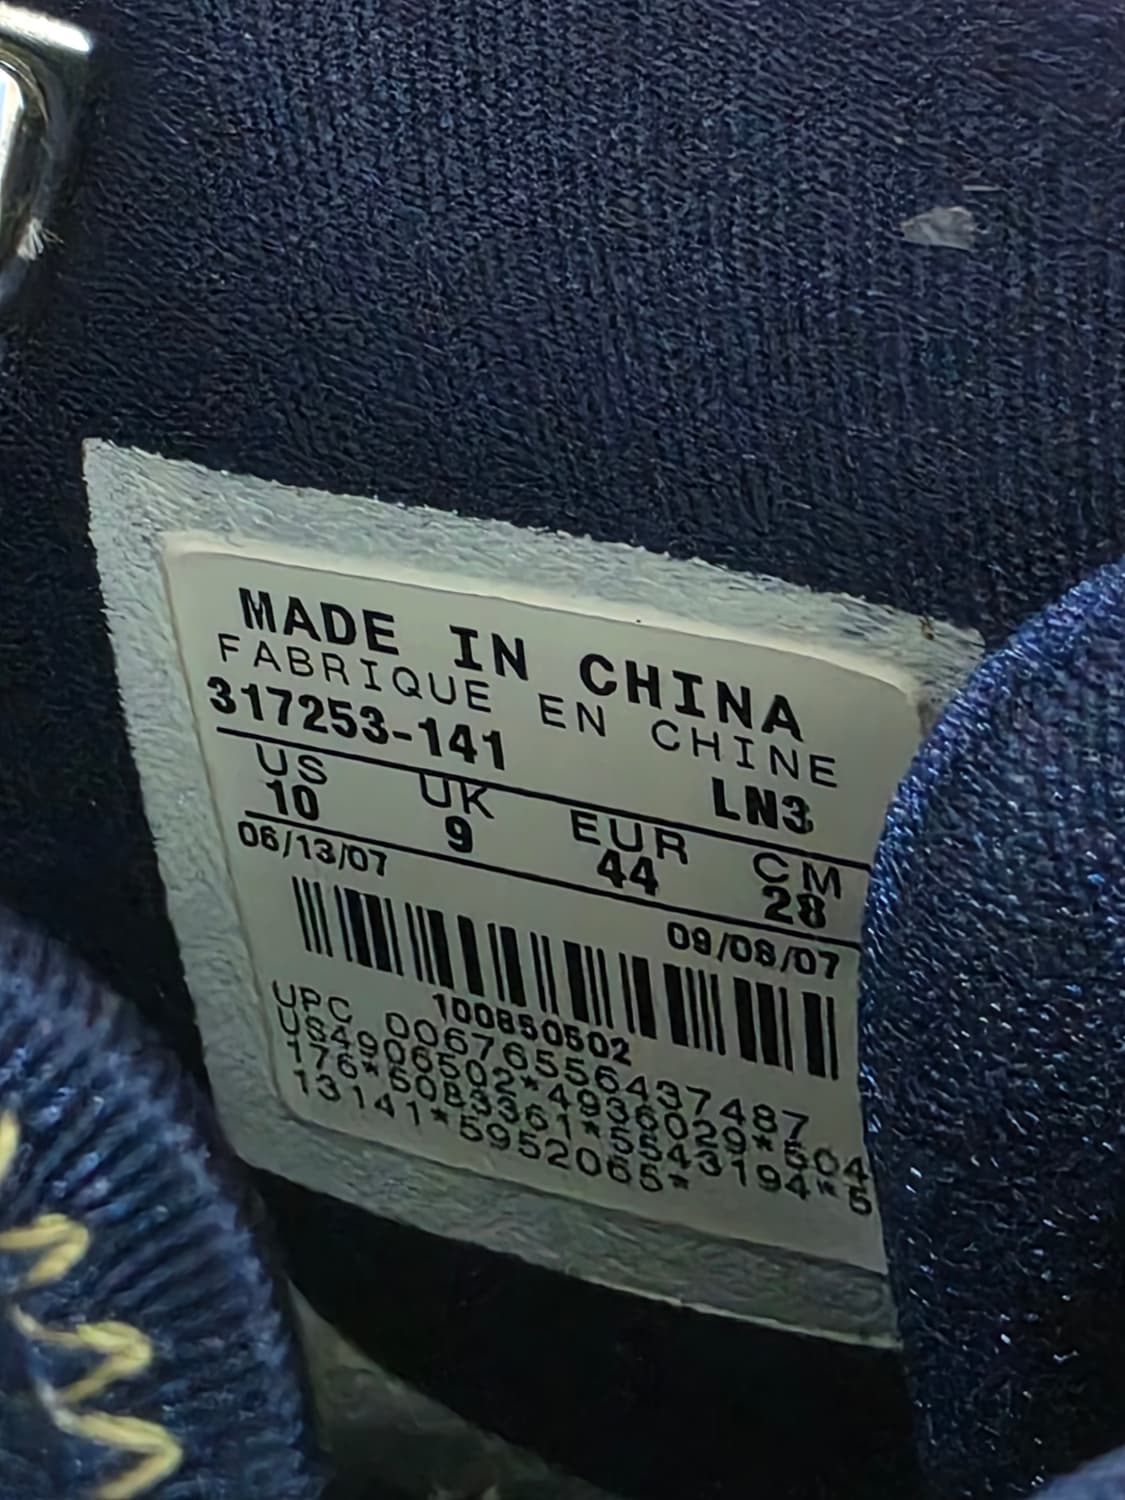 MADE IN CHINA
FABRIQUE EN CHINE
317253-141 LN3
US UK EUR CM
10 9 44 28
06/13/07 09/08/07
100850502
UPC 00676556437487
US4906502*4936029*504
176*5083361*5543194*5
13141*5952065*